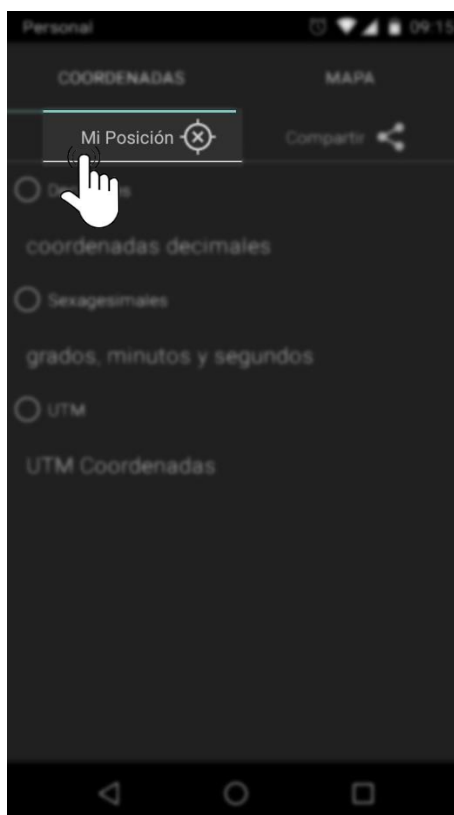 Personal 09:15
COORDENADAS MAPA
Mi Posición Compartir
coordenadas decimales
Sexagesimales
grados, minutos y segundos
UTM
UTM Coordenadas